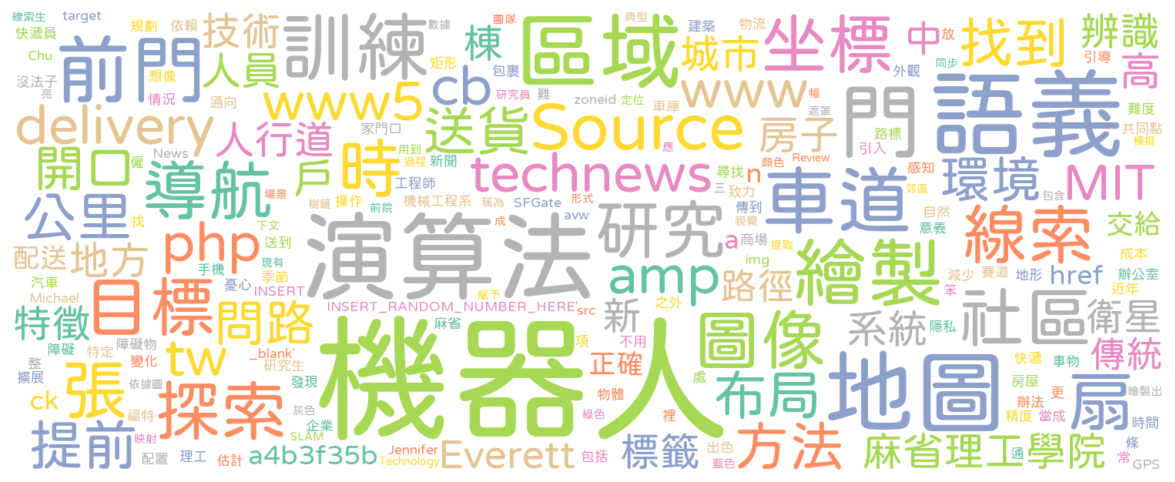 線索生 target
快遞員 規劃 依賴 技術 團隊 數據 典型 建築 物流 放
Chu 前門 想像 人員 訓練 矩形 棟 包裹 區域 城市 坐標 中 外觀 同步 找到 引導 辨識
沒法子 亮 情況 通向 www5 cb 研究員 難 zoneid 定位 www 幅 車庫 遮罩 門 感知 語義 高 難度
delivery 人行道 家門口 送貨 Source 房子 路標 引入 共同點 模擬
開口 News 僱 戶 時 用到 過程 新聞 應 尋找 顏色 Review 郊區 包含
導航 場景 操作 工程師 technews n 三 致力 車道 環境 MIT
公里 樹籬 找 前院 機械工程系 稱為 SFGate 形式 傳到 視覺 自然 意義
php 下文 成 avw a 商場 線索 交給
配送 地方 送到 現有 演算法 研究 提取 繪製 成本
汽車 手機 季節 amp img 路徑 減少 賽道 地形 href 辦公室
Michael 目標 憂心 INSERT INSERT_RANDOM_NUMBER_HERE' src 之外 新 笨 近年
特徵 障礙 障礙物 問路 賦予 麻省 圖像 系統 隱私 社區 衛星
整 特定 變化 _blank' 機器人 項 不用 正確 處 地圖 傳統
擴展 依據圖 tw 研究生 發現 布局 快遞 事物
ck 張 福特 探索 灰色 企業 物體 綠色 裡 房屋 更 扇 繪製出
提前 映射 SLAM Jennifer 標籤 出色 方法 辦法 精度 當成 時間
配置 理工 估計 a4b3f35b Technology Everett 包括 藍色 麻省理工學院 通 條 常 GPS